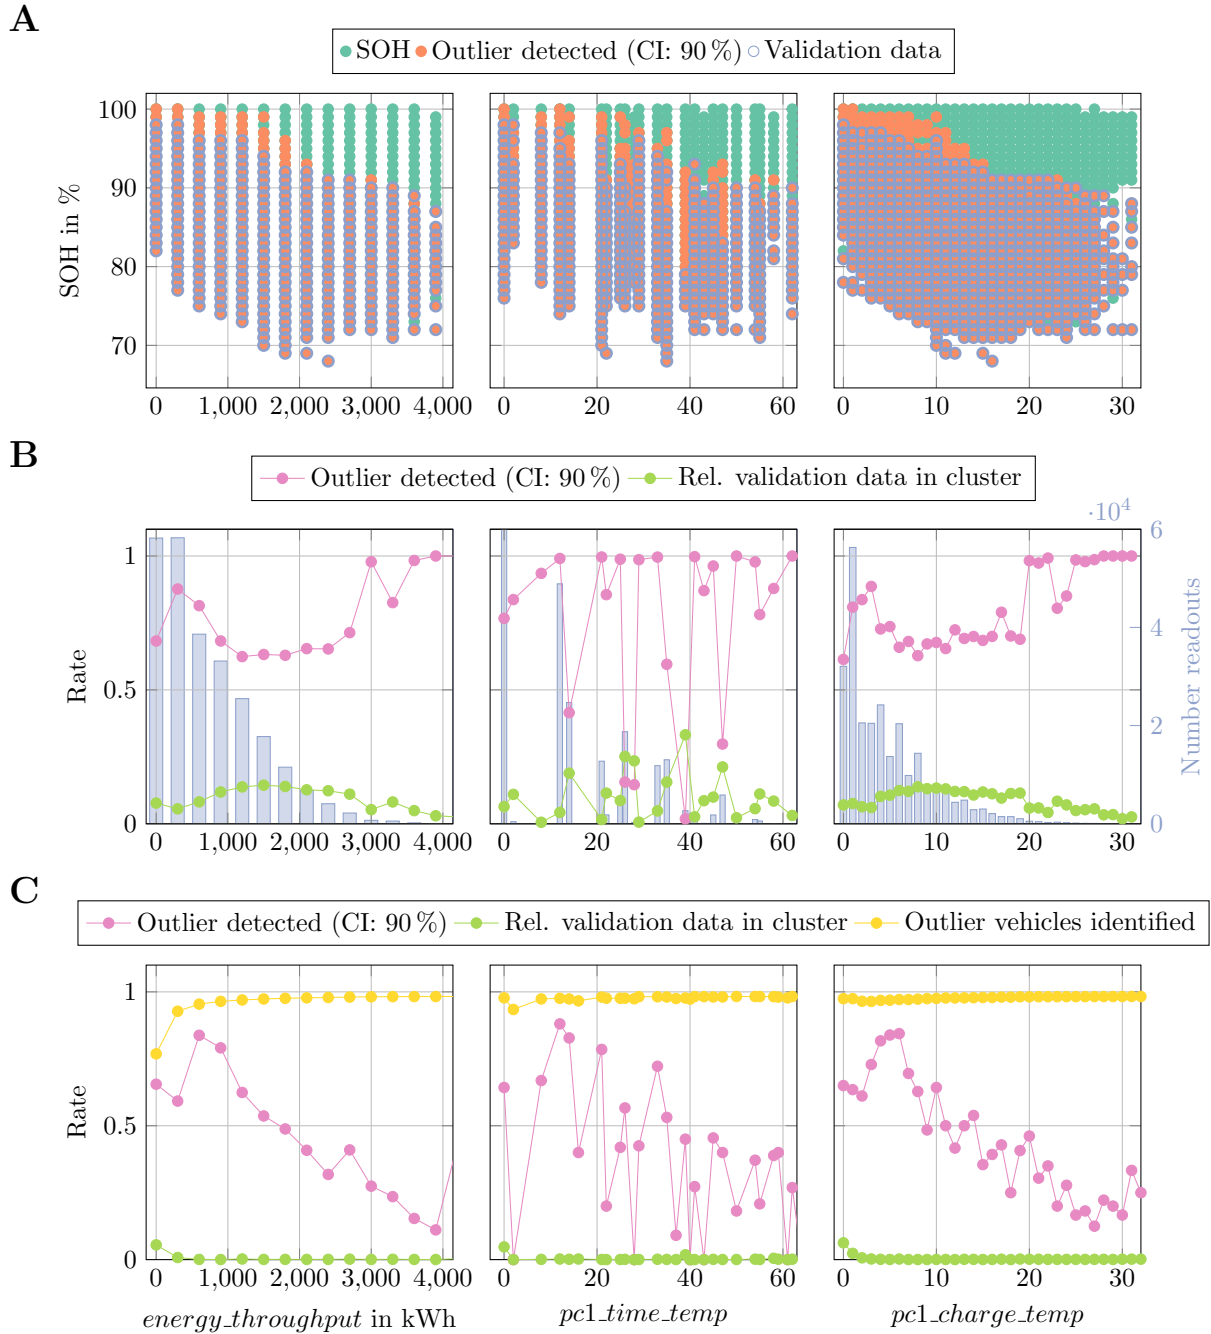 A
SOH Outlier detected (CI: 90 %) Validation data
100
90
80
70
SOH in %
0 1,000 2,000 3,000 4,000
0 20 40 60
0 10 20 30
B
Outlier detected (CI: 90 %) Rel. validation data in cluster
1
0.5
0
Rate
0 1,000 2,000 3,000 4,000
0 20 40 60
0 10 20 30
·10⁴
6
4
2
0
Number readouts
C
Outlier detected (CI: 90 %) Rel. validation data in cluster Outlier vehicles identified
1
0.5
0
Rate
0 1,000 2,000 3,000 4,000
0 20 40 60
0 10 20 30
energy_throughput in kWh
pc1_time_temp
pc1_charge_temp